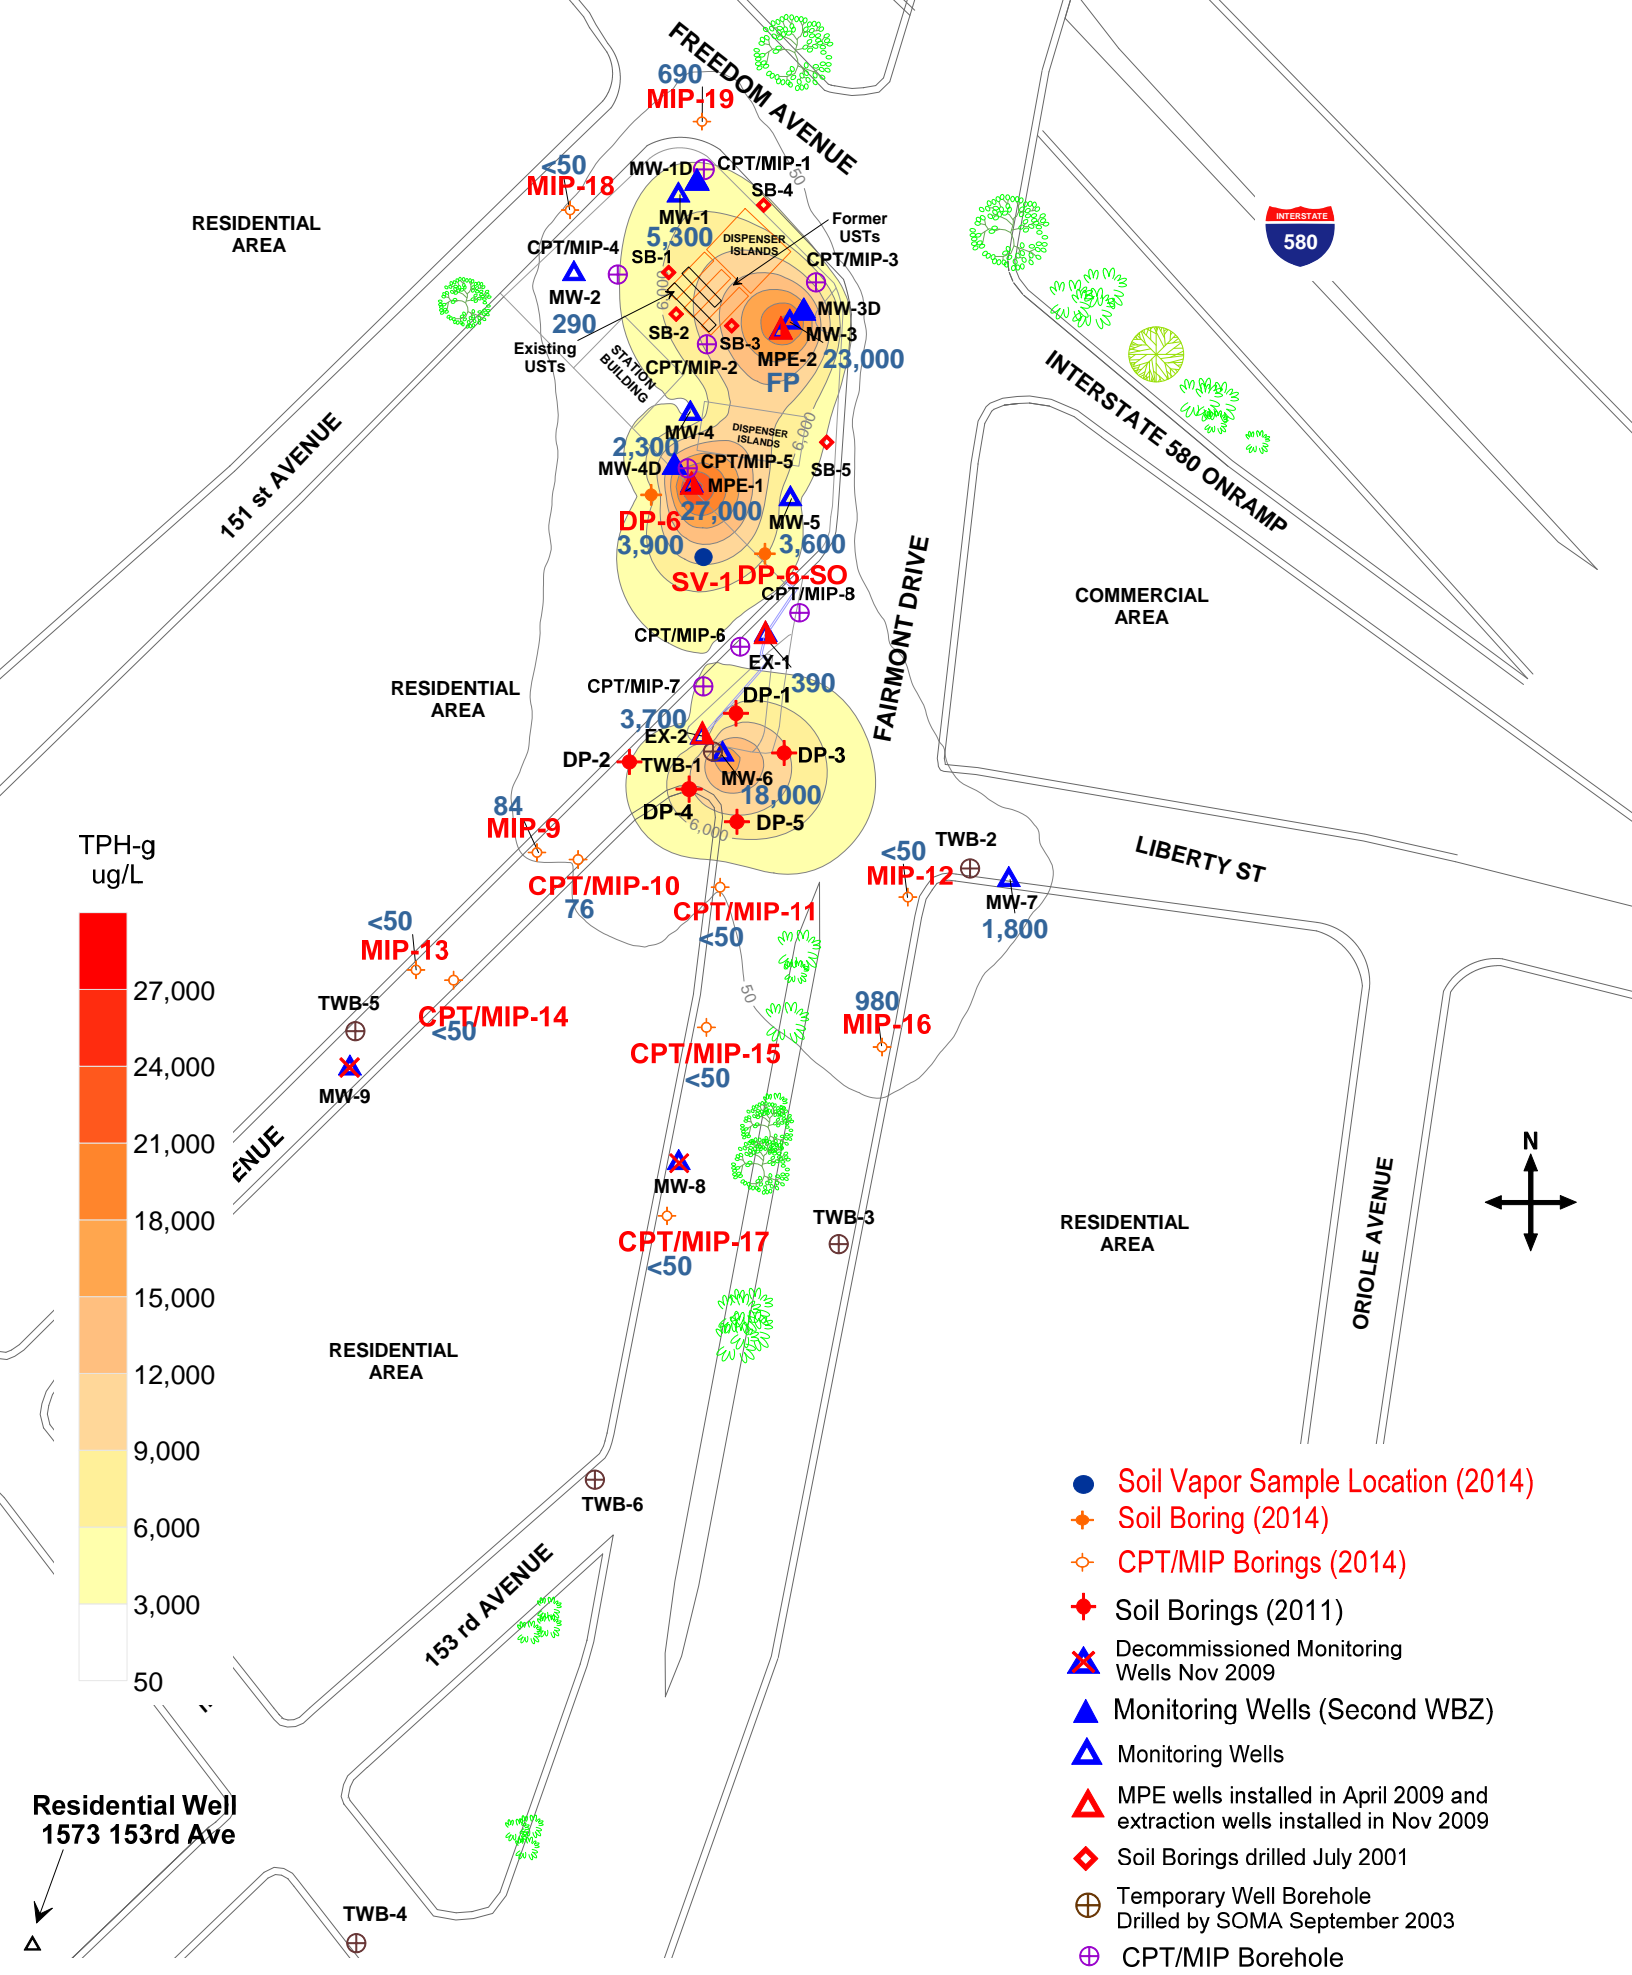 FREEDOM AVENUE
690
MIP-19
50
<50
MIP-18
MW-1D
CPT/MIP-1
SB-4
MW-1
5,300
Former
USTs
RESIDENTIAL
AREA
INTERSTATE
580
DISPENSER
ISLANDS
CPT/MIP-4
SB-1
CPT/MIP-3
6,000
MW-2
290
MW-3D
SB-2
SB-3
MW-3
Existing
USTs
STATION
BUILDING
CPT/MIP-2
MPE-2
23,000
FP
INTERSTATE 580 ONRAMP
151 st AVENUE
MW-4
DISPENSER
ISLANDS
6,000
2,300
MW-4D
CPT/MIP-5
SB-5
MPE-1
27,000
DP-6
3,900
MW-5
3,600
SV-1
DP-6-SO
CPT/MIP-8
COMMERCIAL
AREA
FAIRMONT DRIVE
CPT/MIP-6
EX-1
390
RESIDENTIAL
AREA
CPT/MIP-7
DP-1
3,700
EX-2
DP-2
TWB-1
DP-3
MW-6
18,000
DP-4
DP-5
6,000
84
MIP-9
CPT/MIP-10
76
CPT/MIP-11
<50
<50
MIP-12
TWB-2
MW-7
1,800
LIBERTY ST
TPH-g
ug/L
27,000
24,000
21,000
18,000
15,000
12,000
9,000
6,000
3,000
50
<50
MIP-13
TWB-5
CPT/MIP-14
<50
MW-9
50
980
MIP-16
CPT/MIP-15
<50
ENUE
MW-8
CPT/MIP-17
<50
TWB-3
RESIDENTIAL
AREA
ORIOLE AVENUE
N
RESIDENTIAL
AREA
TWB-6
153 rd AVENUE
Residential Well
1573 153rd Ave
TWB-4
Soil Vapor Sample Location (2014)
Soil Boring (2014)
CPT/MIP Borings (2014)
Soil Borings (2011)
Decommissioned Monitoring
Wells Nov 2009
Monitoring Wells (Second WBZ)
Monitoring Wells
MPE wells installed in April 2009 and
extraction wells installed in Nov 2009
Soil Borings drilled July 2001
Temporary Well Borehole
Drilled by SOMA September 2003
CPT/MIP Borehole